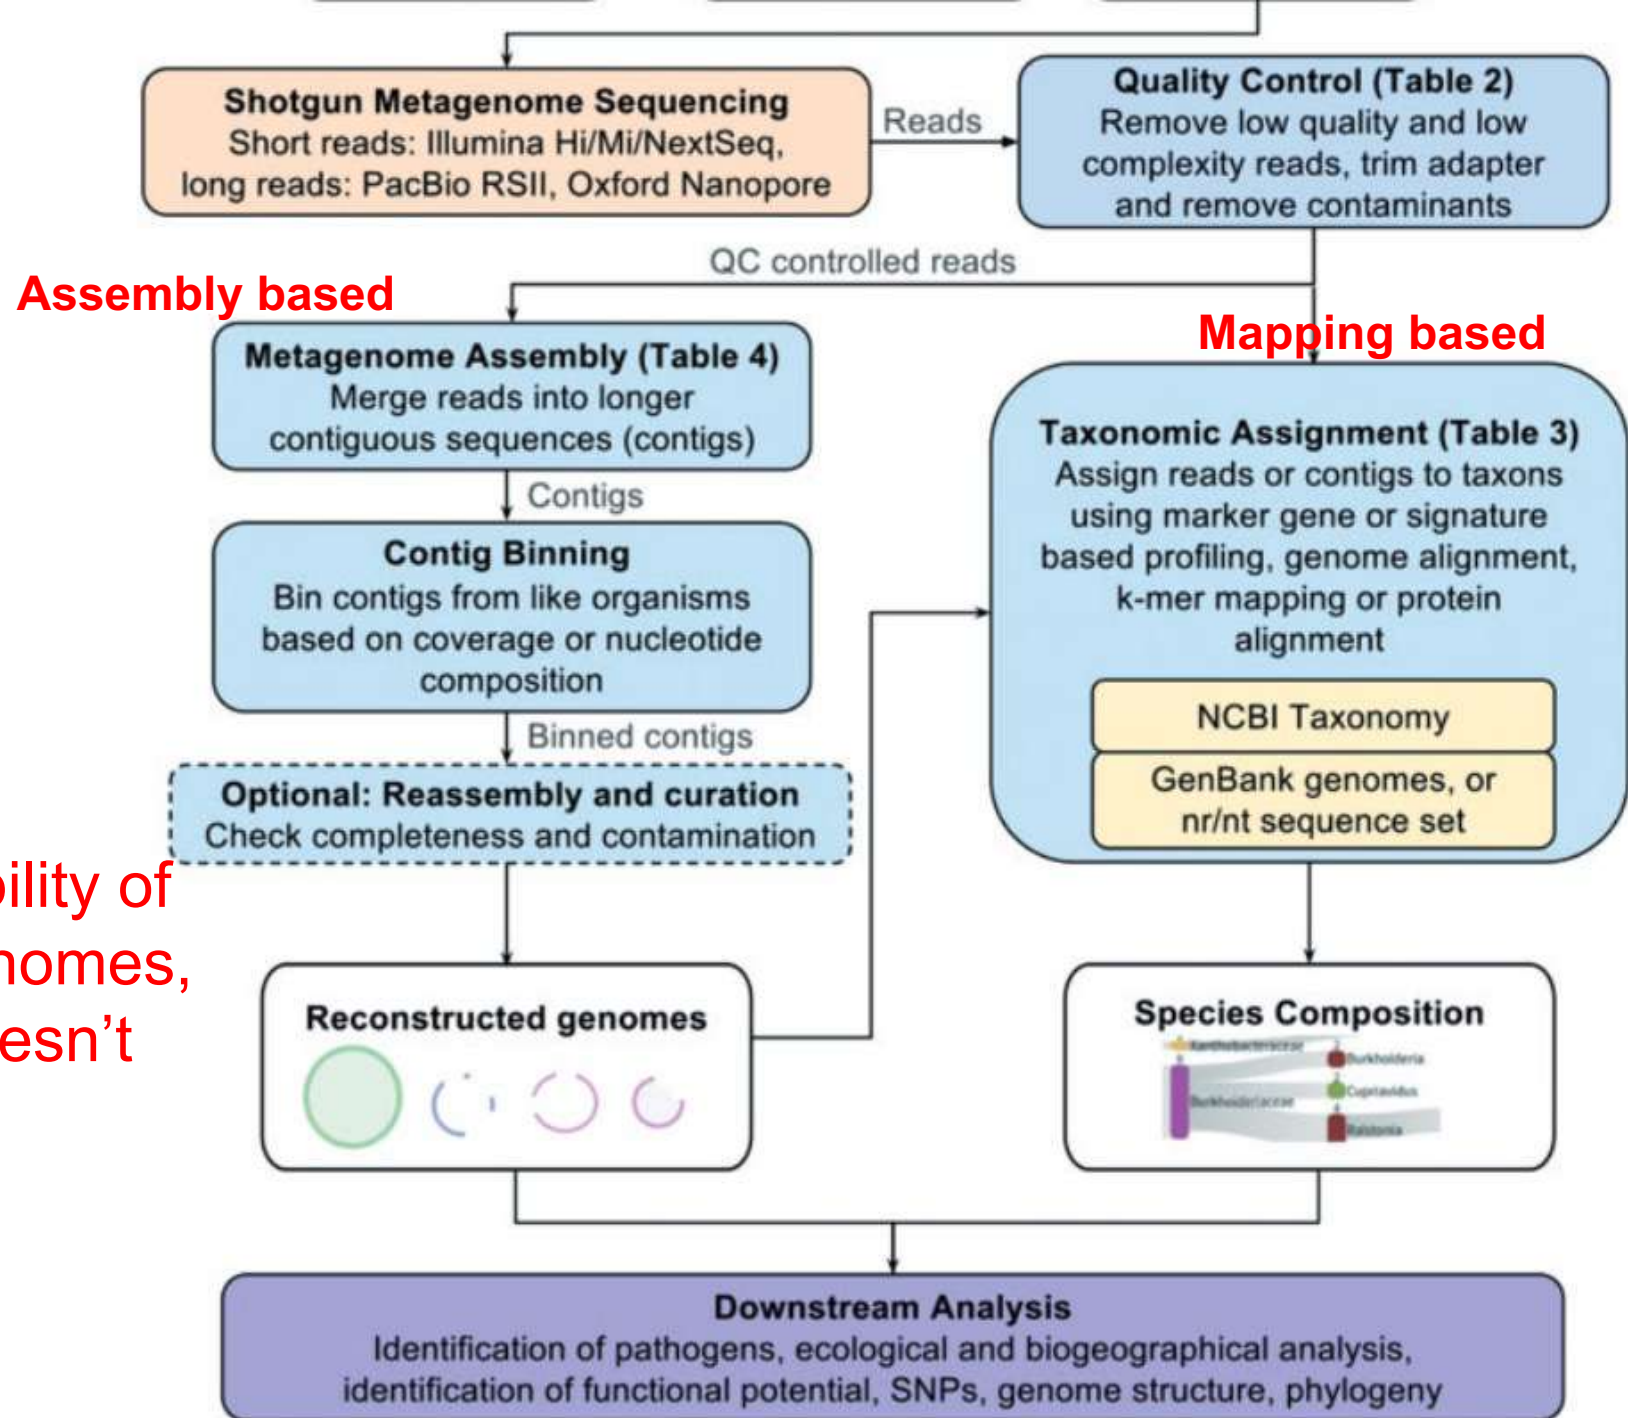 Shotgun Metagenome Sequencing
Short reads: Illumina Hi/Mi/NextSeq,
long reads: PacBio RSII, Oxford Nanopore
Reads
Quality Control (Table 2)
Remove low quality and low
complexity reads, trim adapter
and remove contaminants
QC controlled reads
Assembly based
Mapping based
Metagenome Assembly (Table 4)
Merge reads into longer
contiguous sequences (contigs)
Contigs
Contig Binning
Bin contigs from like organisms
based on coverage or nucleotide
composition
Binned contigs
Optional: Reassembly and curation
Check completeness and contamination
Taxonomic Assignment (Table 3)
Assign reads or contigs to taxons
using marker gene or signature
based profiling, genome alignment,
k-mer mapping or protein
alignment
NCBI Taxonomy
GenBank genomes, or
nr/nt sequence set
bility of
nomes,
esn't
Reconstructed genomes
Species Composition
Xanthobacteraceae
Burkholderia
Cupriavidus
Burkholderiaceae
Ralstonia
Downstream Analysis
Identification of pathogens, ecological and biogeographical analysis,
identification of functional potential, SNPs, genome structure, phylogeny